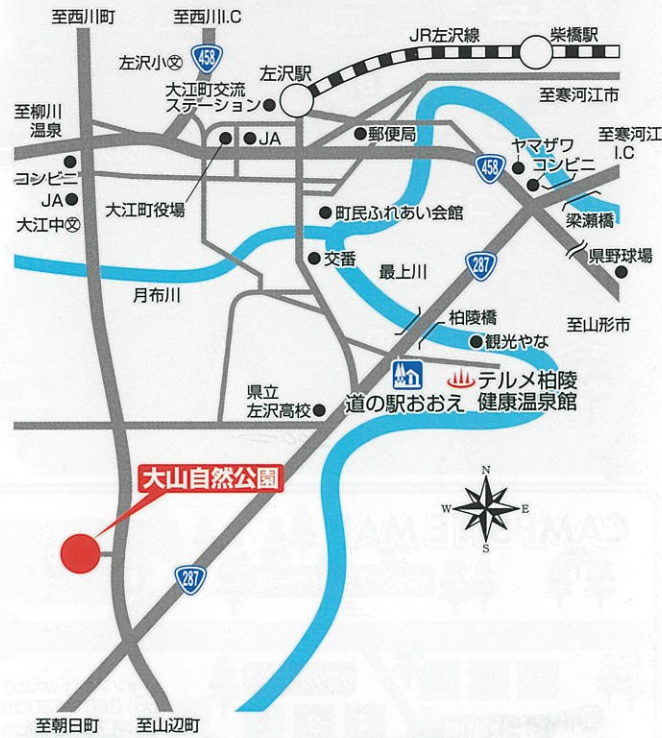 至西川町
至西川I.C
458
左沢小㊫
左沢駅
JR左沢線
柴橋駅
大江町交流
ステーション
至寒河江市
至柳川
温泉
JA
郵便局
至寒河江
I.C
ヤマザワ
コンビニ
458
コンビニ
JA
大江中㊫
大江町役場
町民ふれあい会館
梁瀬橋
交番
最上川
287
県野球場
月布川
柏陵橋
至山形市
観光やな
道の駅おおえ
テルメ柏陵
健康温泉館
県立
左沢高校
大山自然公園
N
W
E
S
287
至朝日町
至山辺町
CAMPSITE MAP